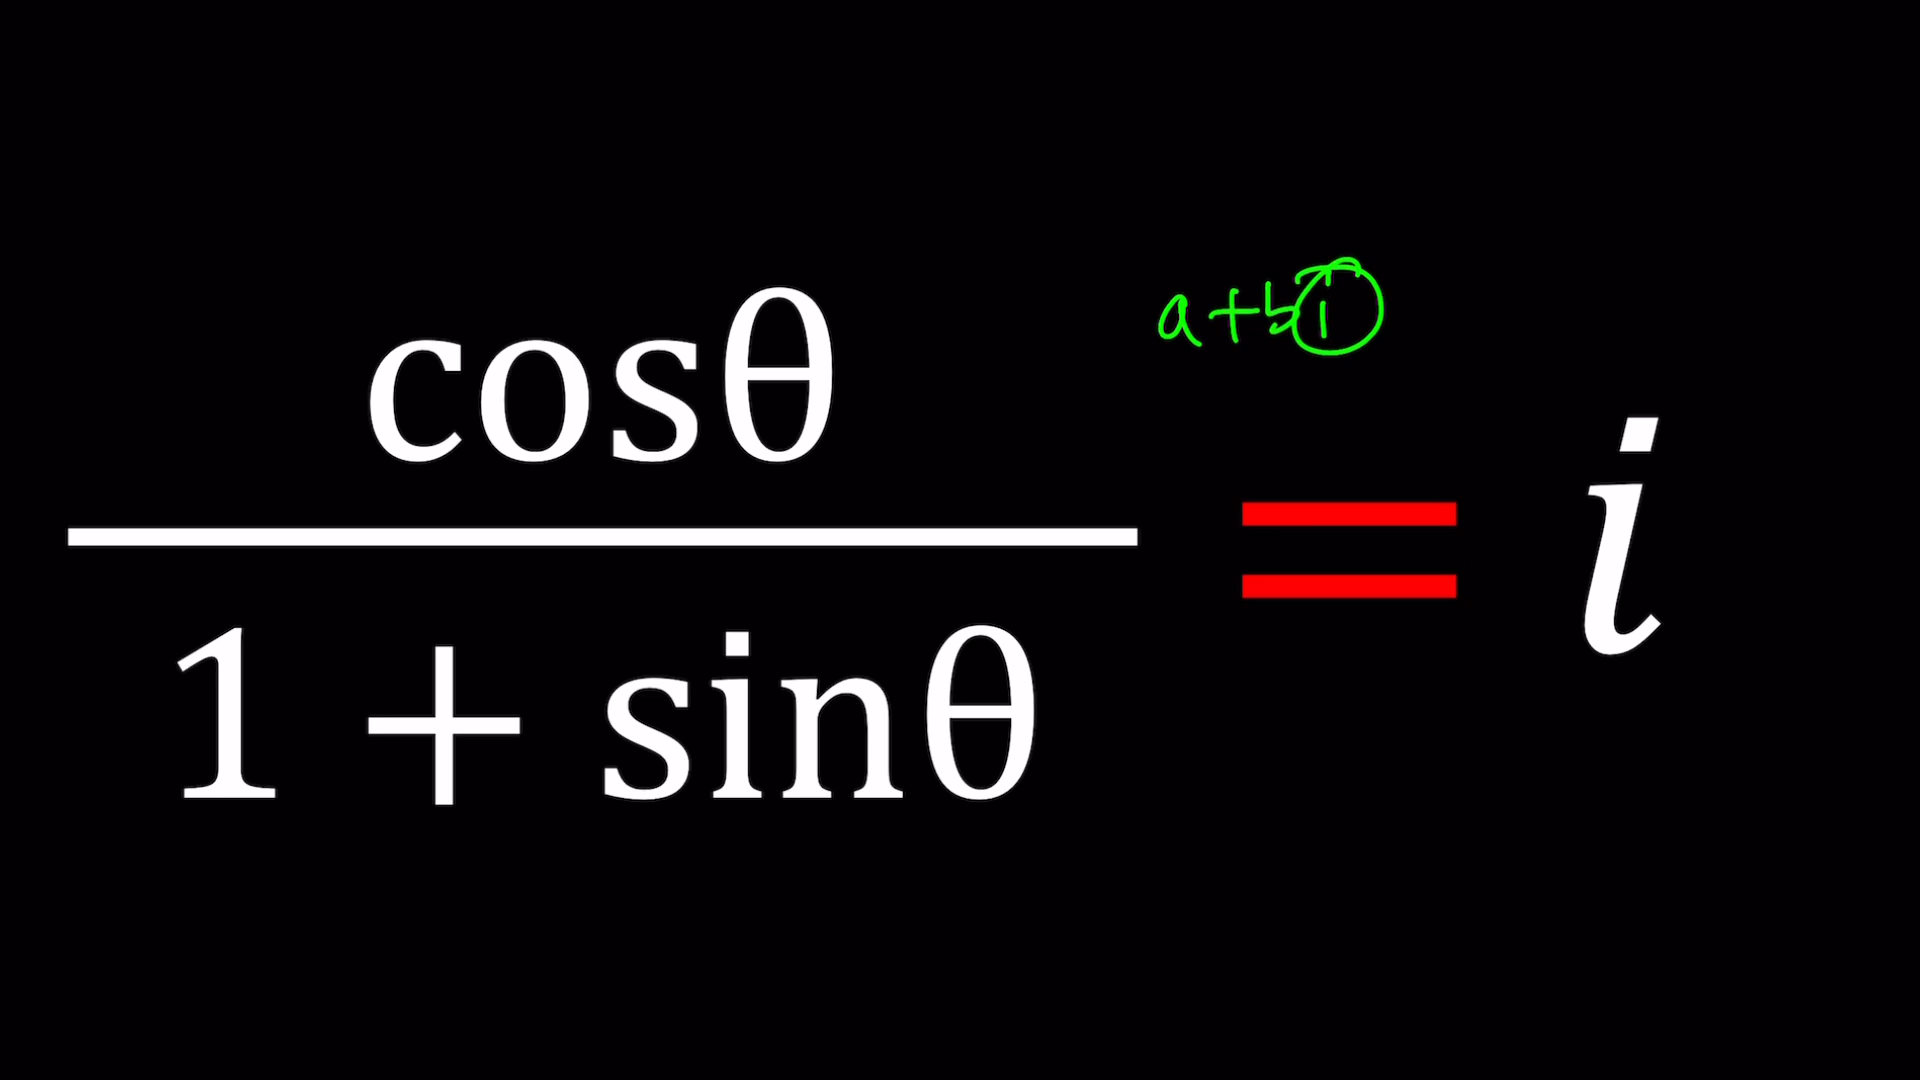 a+bi
cosθ
1 + sinθ
= i